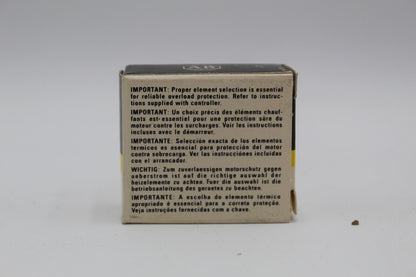 AB
IMPORTANT: Proper element selection is essential
for reliable overload protection. Refer to instruc-
tions supplied with controller.
IMPORTANT: Un choix précis des éléments chauf-
fants est-essentiel pour une protection sûre du
moteur contre les surcharges. Voir les instructions
incluses avec le démarreur.
IMPORTANTE: Selección exacta de los elementos
termicos es esencial para protección del motor
contra sobrecarga. Ver las instrucciónes incluidas
con el arrancador.
WICHTIG: Zum zuverlaessigen motorschutz gegen
ueberstrom ist auf die richtige auswahl der
heizelemente zu achten. Fuer die auswahl ist die
betriebsanleitung des geraetes zu beachten.
IMPORTANTE: A escolha do elemento térmico
apropriado é essencial para a correta proteção.
Veja instruções fornecidas com a chave.